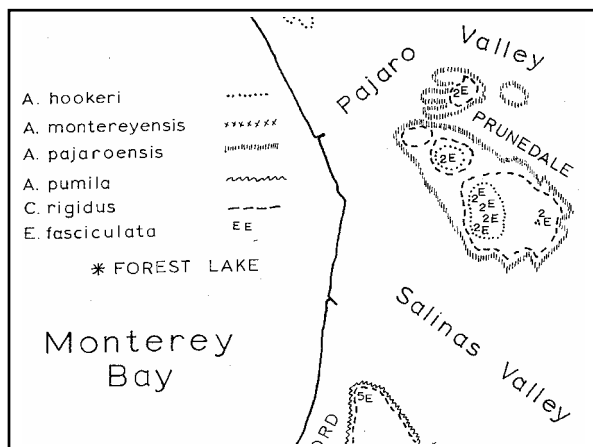 Pajaro Valley
A. hookeri
A. montereyensis
A. pajaroensis
A. pumila
C. rigidus
E. fasciculata E E
* FOREST LAKE
2E
PRUNEDALE
2E
2E
2E
2E
2E
2E
Monterey
Bay
Salinas Valley
5E
ORD